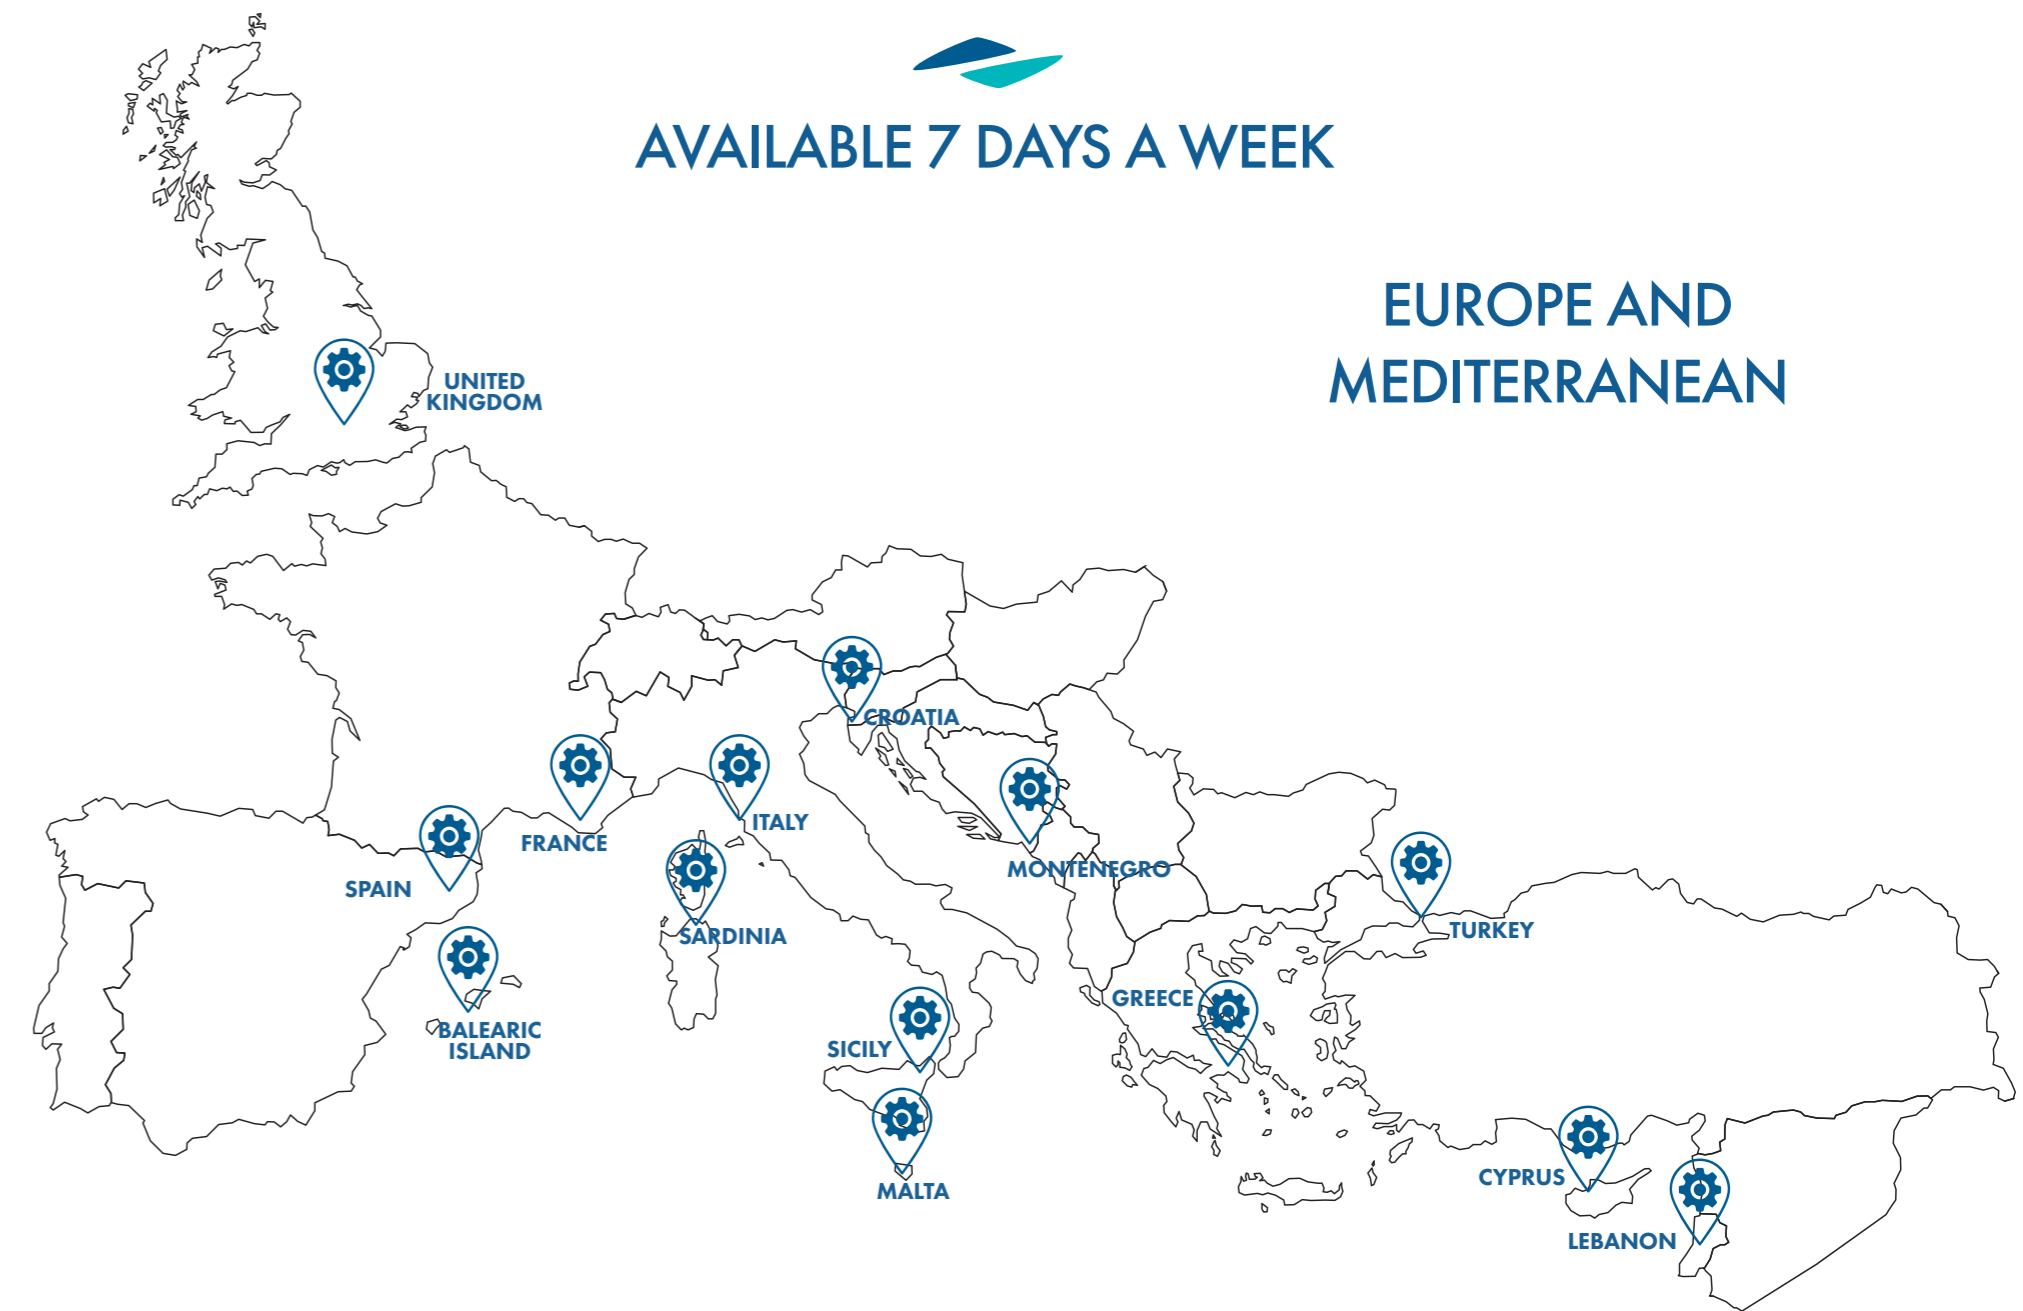 AVAILABLE 7 DAYS A WEEK
EUROPE AND
MEDITERRANEAN
UNITED
KINGDOM
CROATIA
ITALY
FRANCE
MONTENEGRO
SPAIN
SARDINIA
TURKEY
GREECE
BALEARIC
ISLAND
SICILY
CYPRUS
MALTA
LEBANON